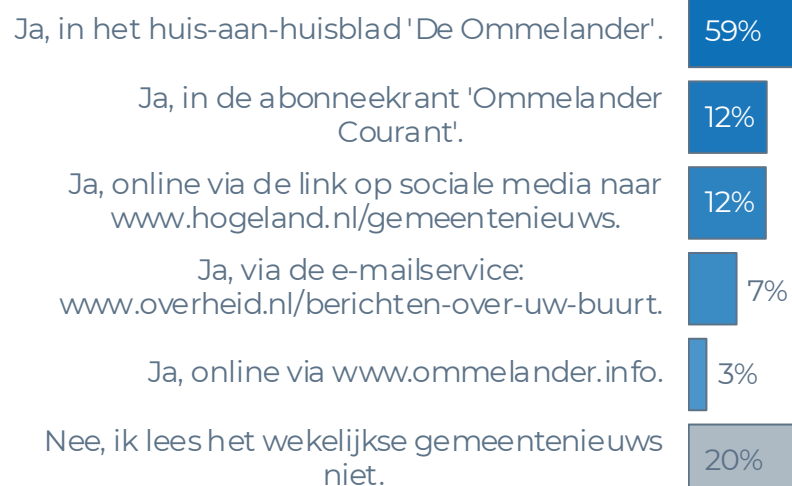 Ja, in het huis-aan-huisblad 'De Ommelander'. 59%
Ja, in de abonneekrant 'Ommelander
Courant'. 12%
Ja, online via de link op sociale media naar
www.hogeland.nl/gemeentenieuws. 12%
Ja, via de e-mailservice:
www.overheid.nl/berichten-over-uw-buurt. 7%
Ja, online via www.ommelander.info. 3%
Nee, ik lees het wekelijkse gemeentenieuws
niet. 20%